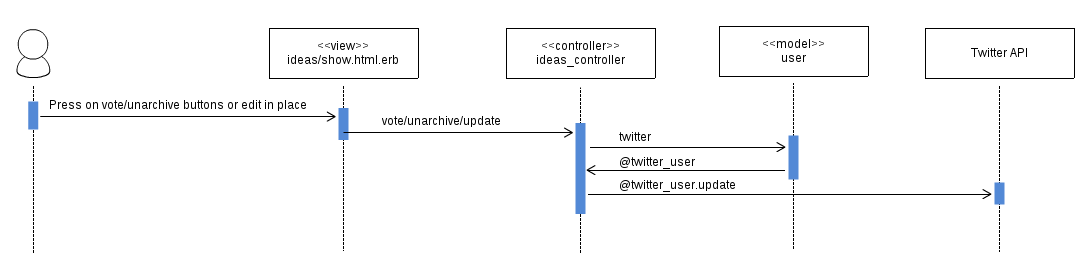 <<view>>
ideas/show.html.erb
<<controller>>
ideas_controller
<<model>>
user
Twitter API
Press on vote/unarchive buttons or edit in place
vote/unarchive/update
twitter
@twitter_user
@twitter_user.update